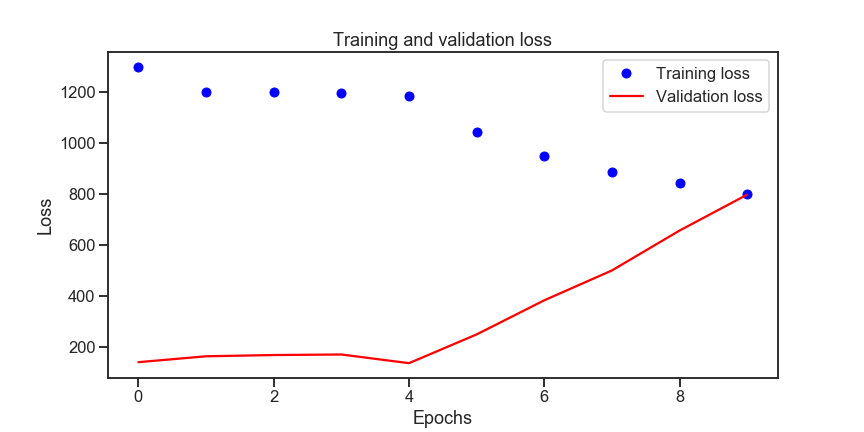 Training and validation loss
Training loss
Validation loss
1200
1000
800
600
400
200
Loss
0
2
4
6
8
Epochs